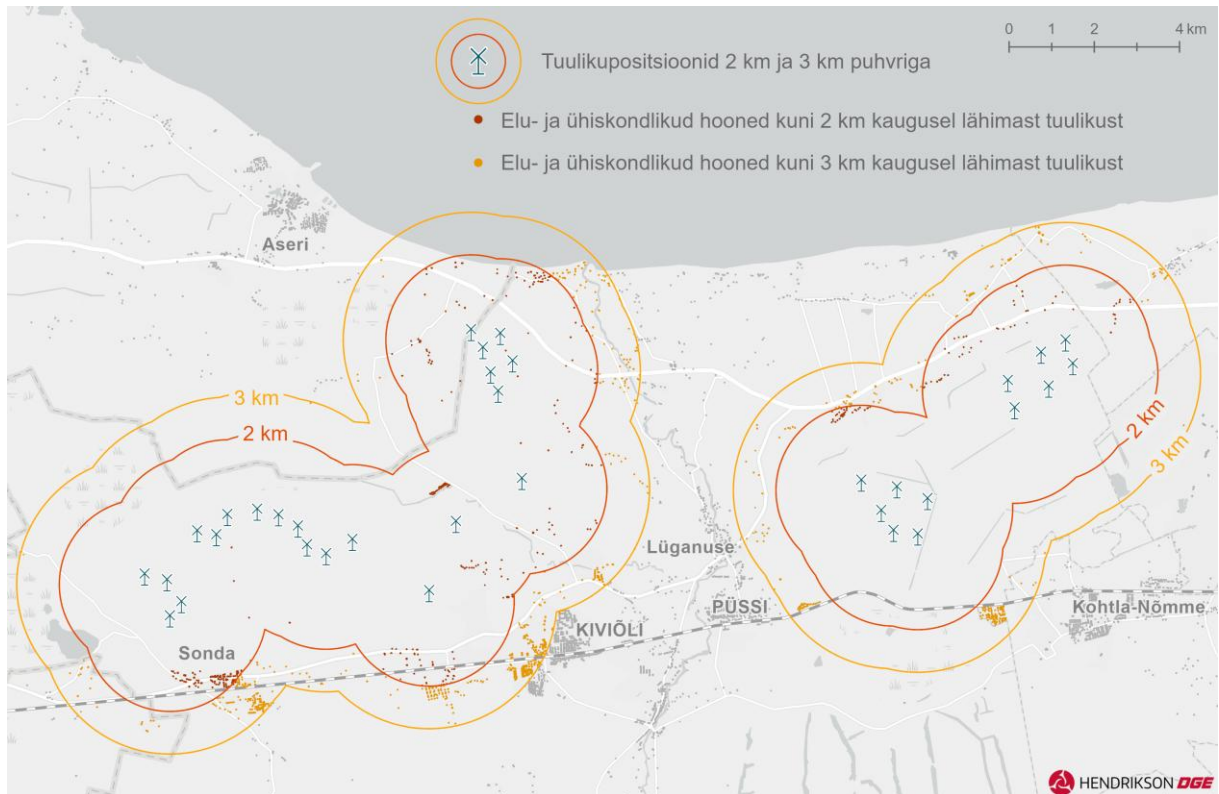 0 1 2 4 km
Tuulikupositsioonid 2 km ja 3 km puhvriga
Elu- ja ühiskondlikud hooned kuni 2 km kaugusel lähimast tuulikust
Elu- ja ühiskondlikud hooned kuni 3 km kaugusel lähimast tuulikust
Aseri
3 km
2 km
2 km
3 km
Lüganuse
PÜSSI
Kohtla-Nõmme
KIVIÕLI
Sonda
HENDRIKSON DGE